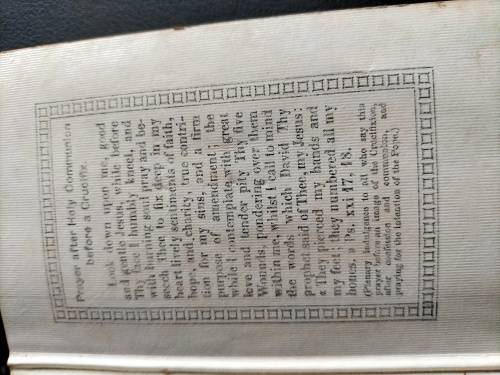 Prayer after Holy Communion
before a Crucifix.
Look down upon me, good
and gentle Jesus, while before
Thy face I humbly kneel, and
with burning soul pray and be-
seech Thee to fix deep in my
heart lively sentiments of faith,
hope, and charity, true contri-
tion for my sins, and a firm
purpose of amendment; the
while I contemplate with great
love and tender pity Thy five
Wounds, pondering over them
within me, whilst I call to mind
the words which David Thy
prophet said of Thee, my Jesus:
« They pierced my hands and
my feet; they numbered all my
bones. » Ps. xxi 17, 18.
(Plenary Indulgence to all who say this
prayer before an image of the Crucifixion,
after confession and communion, and
praying for the intention of the Pope.)